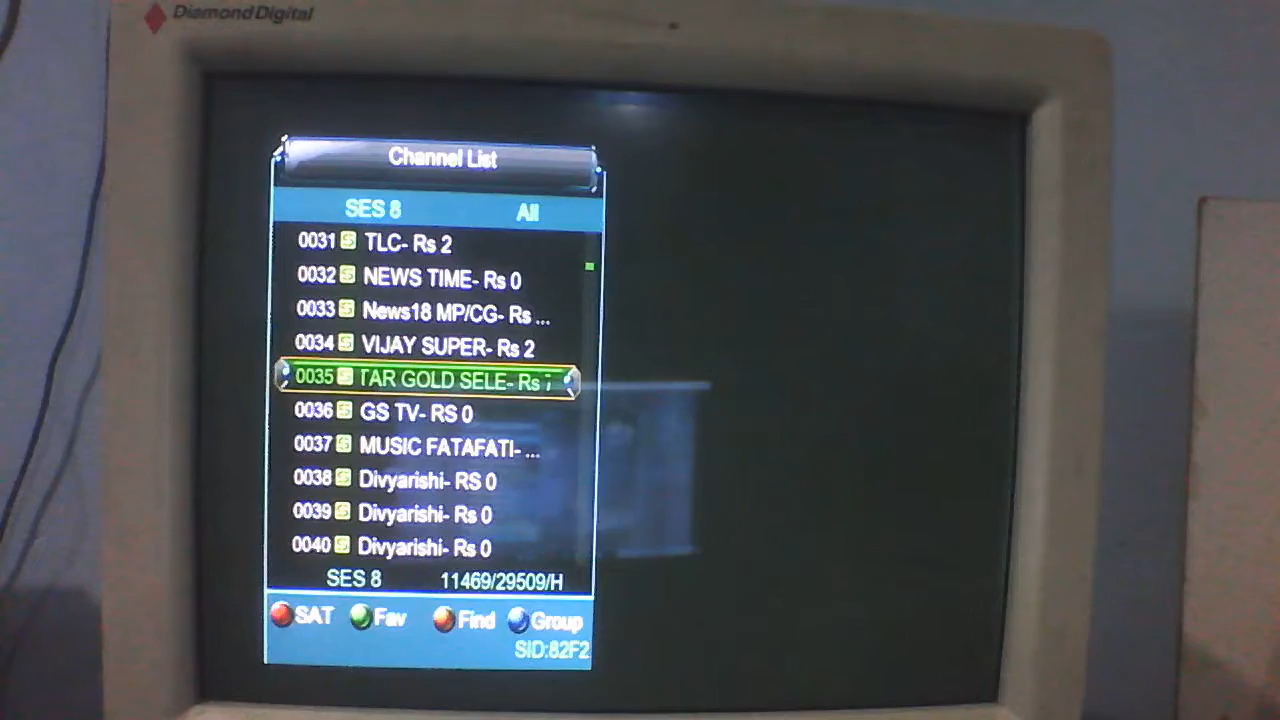 Diamond Digital
Channel List
SES 8 All
0031 TLC- Rs 2
0032 NEWS TIME- Rs 0
0033 News18 MP/CG- Rs ...
0034 VIJAY SUPER- Rs 2
0035 TAR GOLD SELE- Rs 7
0036 GS TV- RS 0
0037 MUSIC FATAFATI- ...
0038 Divyarishi- RS 0
0039 Divyarishi- Rs 0
0040 Divyarishi- Rs 0
SES 8 11469/29509/H
SAT Fav Find Group
SID:82F2